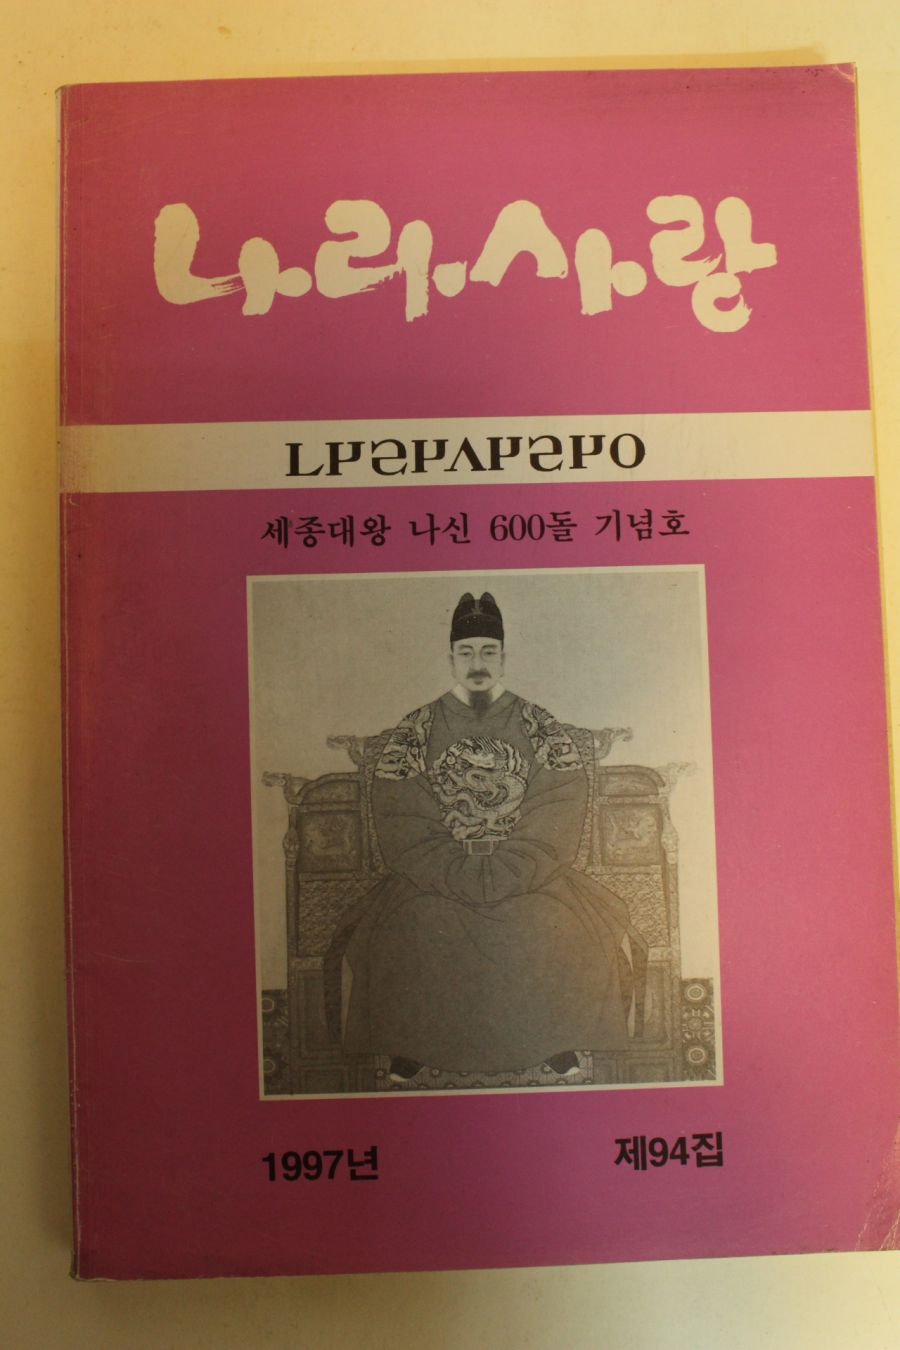 나라사랑
ㄴㅏㄹㅏㅅㅏㄹㅏㅇ
세종대왕 나신 600돌 기념호
1997년 제94집